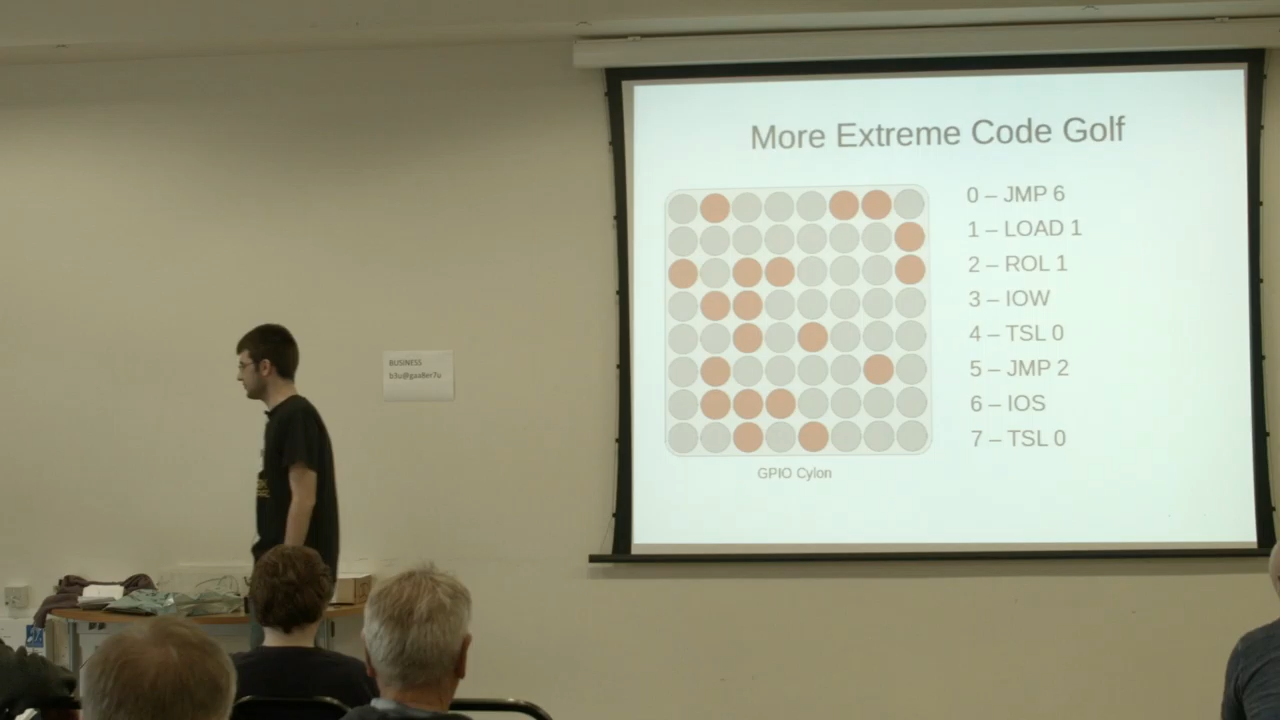 More Extreme Code Golf
0 – JMP 6
1 – LOAD 1
2 – ROL 1
3 – IOW
4 – TSL 0
5 – JMP 2
6 – IOS
7 – TSL 0
GPIO Cylon
BUSINESS